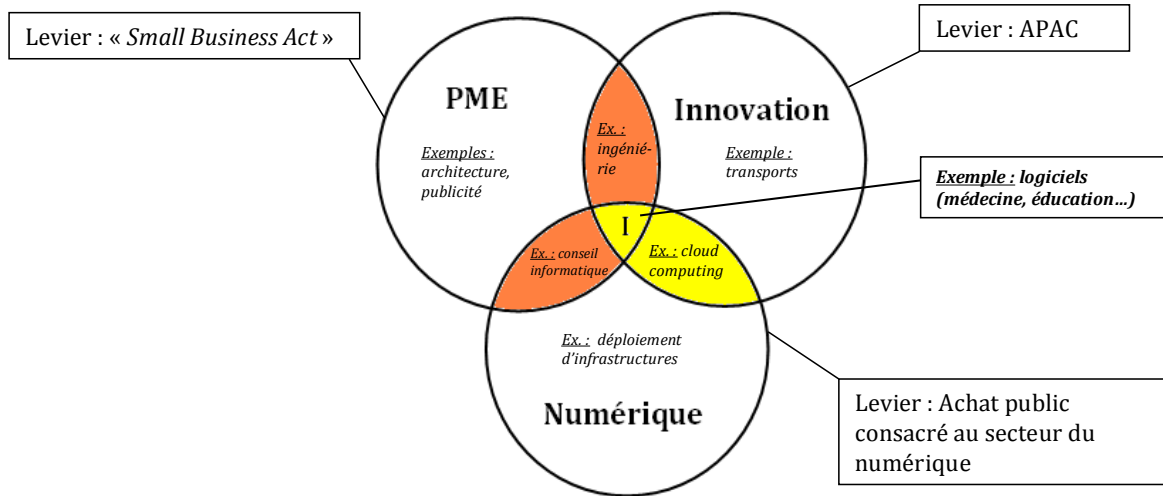 Levier : « Small Business Act »
Levier : APAC
PME
Innovation
Exemples :
architecture,
publicité
Ex. :
ingénié-
rie
Exemple :
transports
Exemple : logiciels
(médecine, éducation...)
I
Ex. : conseil
informatique
Ex. : cloud
computing
Ex. : déploiement
d'infrastructures
Numérique
Levier : Achat public
consacré au secteur du
numérique